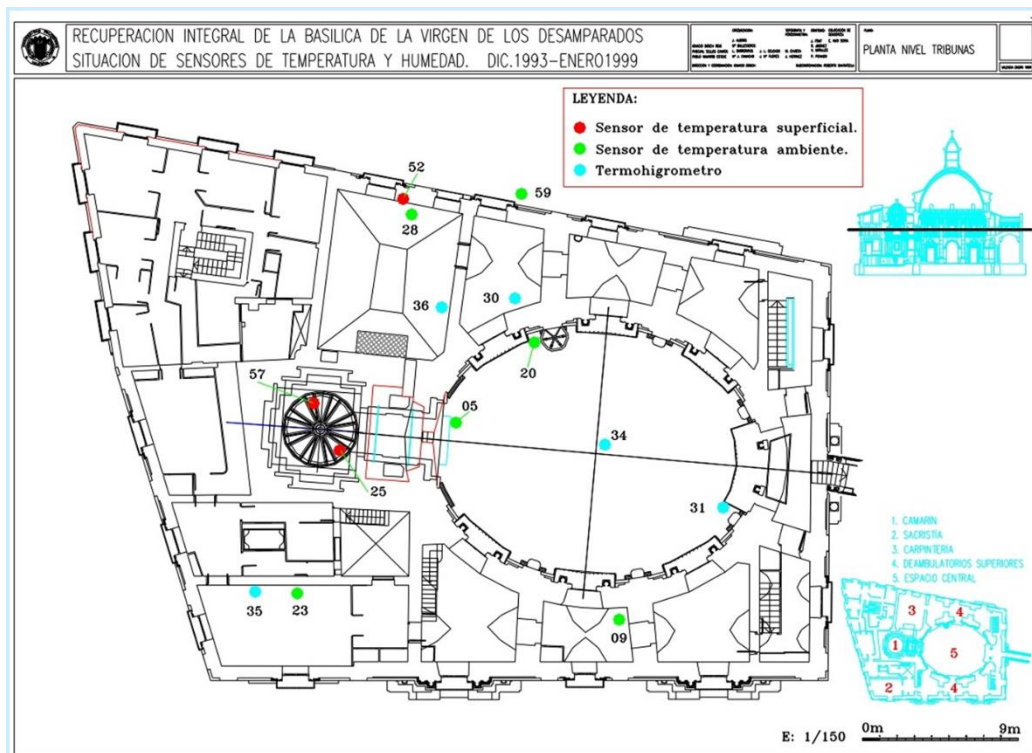 RECUPERACION INTEGRAL DE LA BASILICA DE LA VIRGEN DE LOS DESAMPARADOS
SITUACION DE SENSORES DE TEMPERATURA Y HUMEDAD. DIC.1993-ENERO1999
PLANO
PLANTA NIVEL TRIBUNAS
LEYENDA:
Sensor de temperatura superficial.
Sensor de temperatura ambiente.
Termohigrometro
52
59
28
36
30
20
57
05
34
25
31
35
23
09
1. CAMARIN
2. SACRISTÍA
3. CARPINTERÍA
4. DEAMBULATORIOS SUPERIORES
5. ESPACIO CENTRAL
3
4
1
5
2
4
E: 1/150
0m
9m